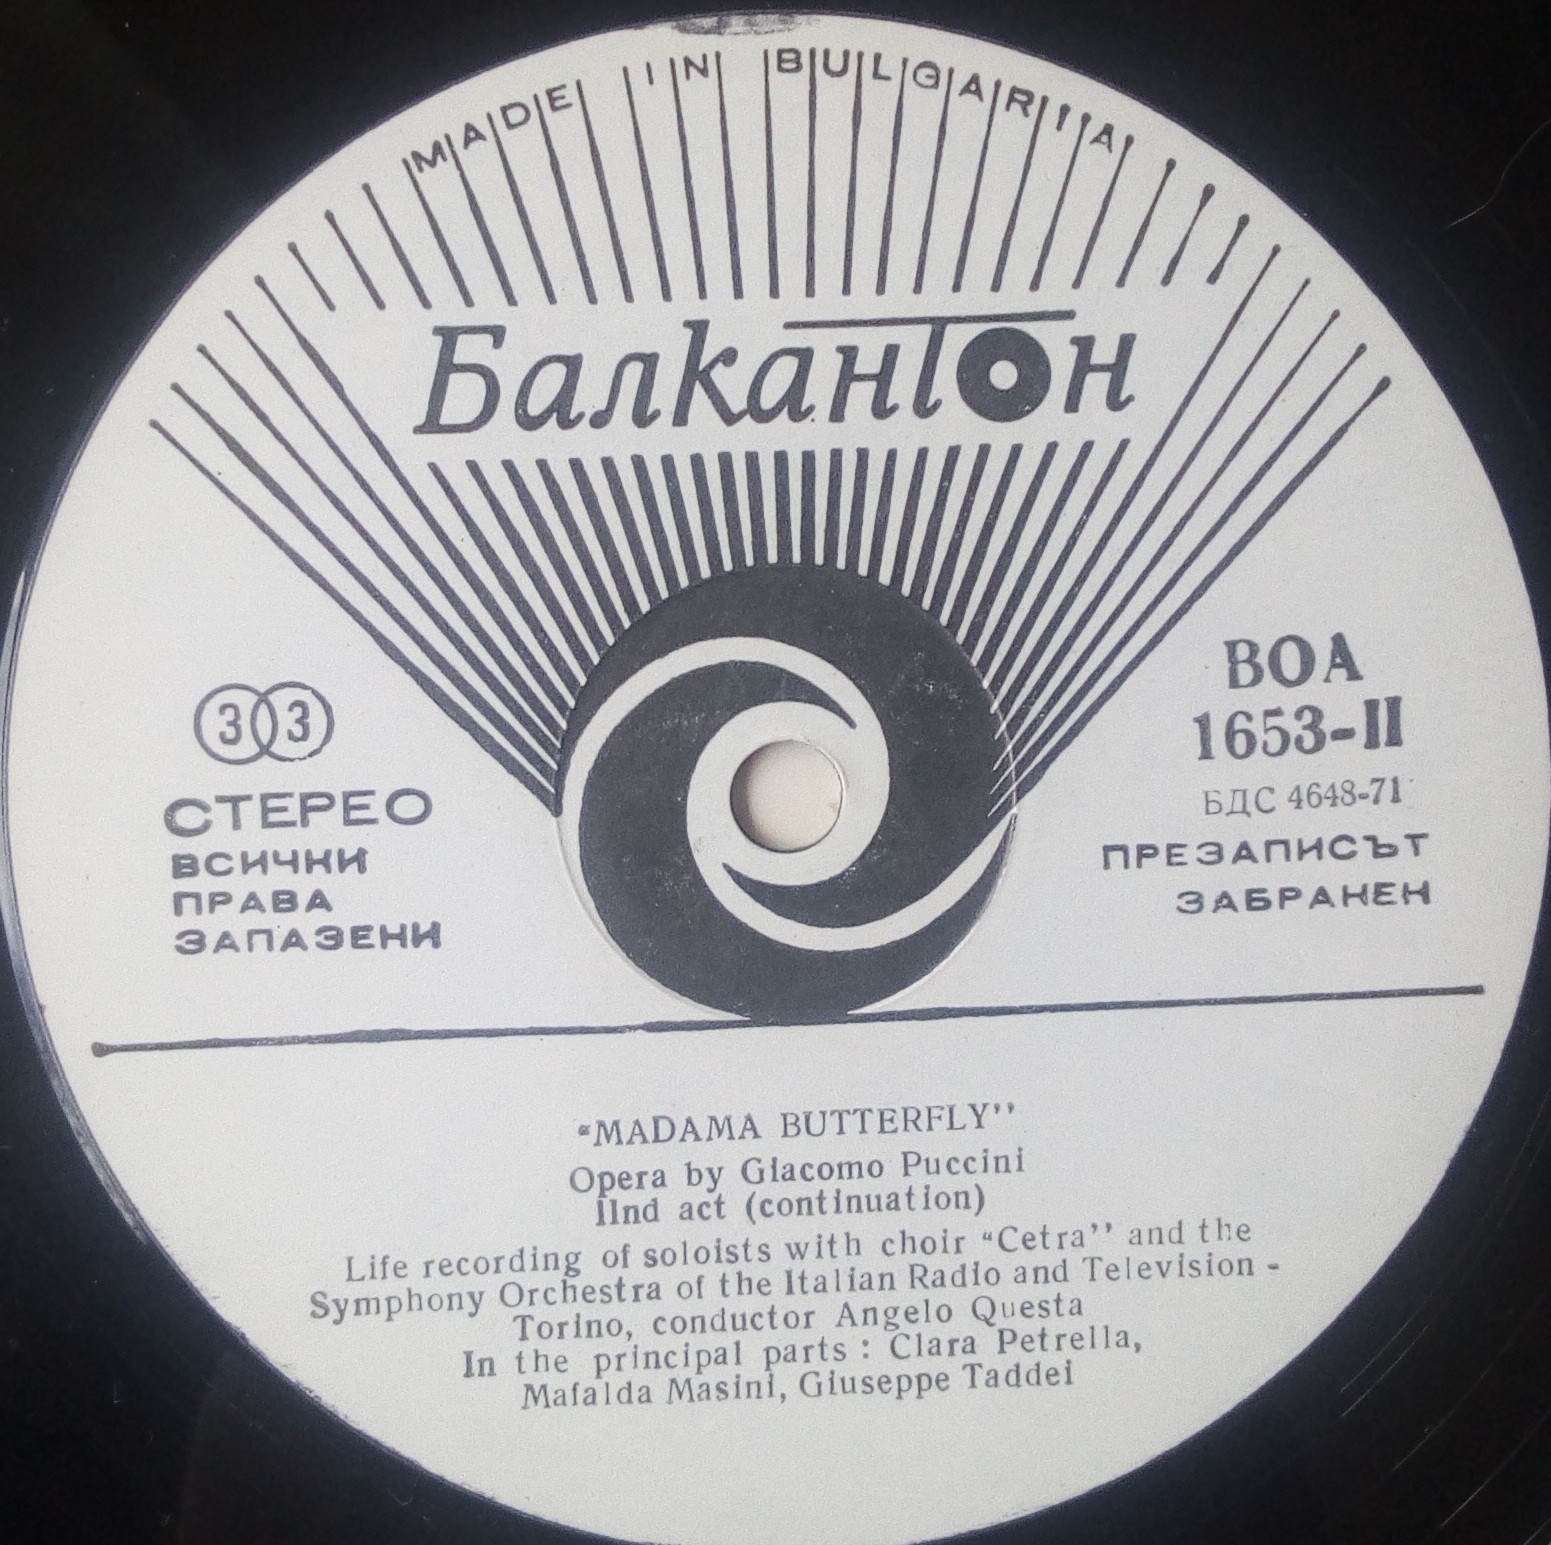 MADE IN BULGARIA
Балкантон
33
СТЕРЕО
ВСИЧКИ
ПРАВА
ЗАПАЗЕНИ
ВОА
1653-II
БДС 4648-71
ПРЕЗАПИСЪТ
ЗАБРАНЕН
“MADAMA BUTTERFLY”
Opera by Giacomo Puccini
IInd act (continuation)
Life recording of soloists with choir “Cetra” and the
Symphony Orchestra of the Italian Radio and Television -
Torino, conductor Angelo Questa
In the principal parts : Clara Petrella,
Mafalda Masini, Giuseppe Taddei